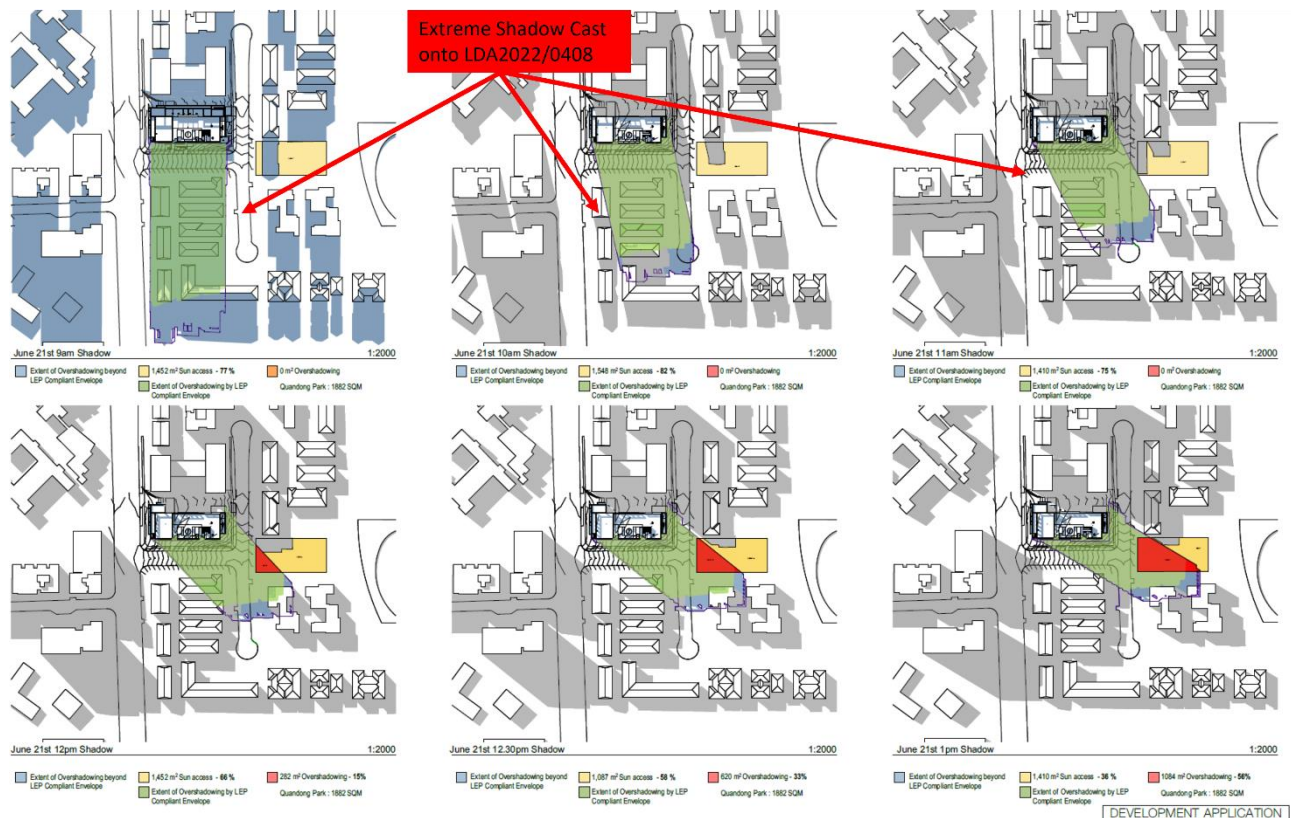 Extreme Shadow Cast
onto LDA2022/0408
June 21st 9am Shadow
1:2000
Extent of Overshadowing beyond
LEP Compliant Envelope
1,452 m² Sun access - 77 %
Extent of Overshadowing by LEP
Compliant Envelope
0 m² Overshadowing
Quandong Park : 1882 SQM
June 21st 10am Shadow
1:2000
Extent of Overshadowing beyond
LEP Compliant Envelope
1,548 m² Sun access - 82 %
Extent of Overshadowing by LEP
Compliant Envelope
0 m² Overshadowing
Quandong Park : 1882 SQM
June 21st 11am Shadow
1:2000
Extent of Overshadowing beyond
LEP Compliant Envelope
1,410 m² Sun access - 75 %
Extent of Overshadowing by LEP
Compliant Envelope
0 m² Overshadowing
Quandong Park : 1882 SQM
June 21st 12pm Shadow
1:2000
Extent of Overshadowing beyond
LEP Compliant Envelope
1,452 m² Sun access - 66 %
Extent of Overshadowing by LEP
Compliant Envelope
282 m² Overshadowing - 15%
Quandong Park : 1882 SQM
June 21st 12.30pm Shadow
1:2000
Extent of Overshadowing beyond
LEP Compliant Envelope
1,087 m² Sun access - 58 %
Extent of Overshadowing by LEP
Compliant Envelope
620 m² Overshadowing - 33%
Quandong Park : 1882 SQM
June 21st 1pm Shadow
1:2000
Extent of Overshadowing beyond
LEP Compliant Envelope
1,410 m² Sun access - 36 %
Extent of Overshadowing by LEP
Compliant Envelope
1084 m² Overshadowing - 56%
Quandong Park : 1882 SQM
DEVELOPMENT APPLICATION